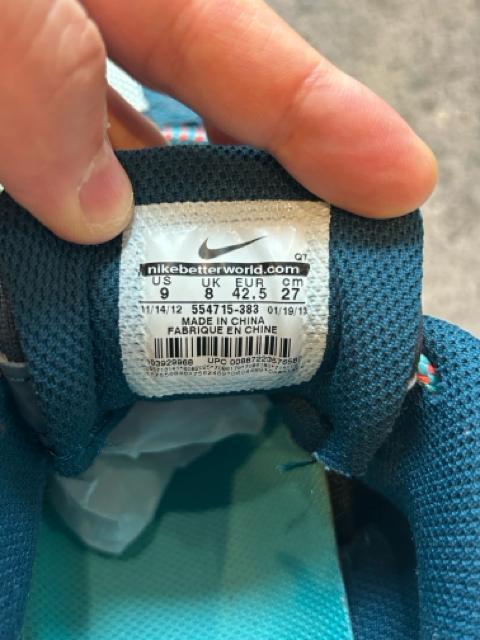 QT
nikebetterworld.com
US UK EUR cm
9 8 42.5 27
11/14/12 554715-383 01/19/13
MADE IN CHINA
FABRIQUE EN CHINE
UPC